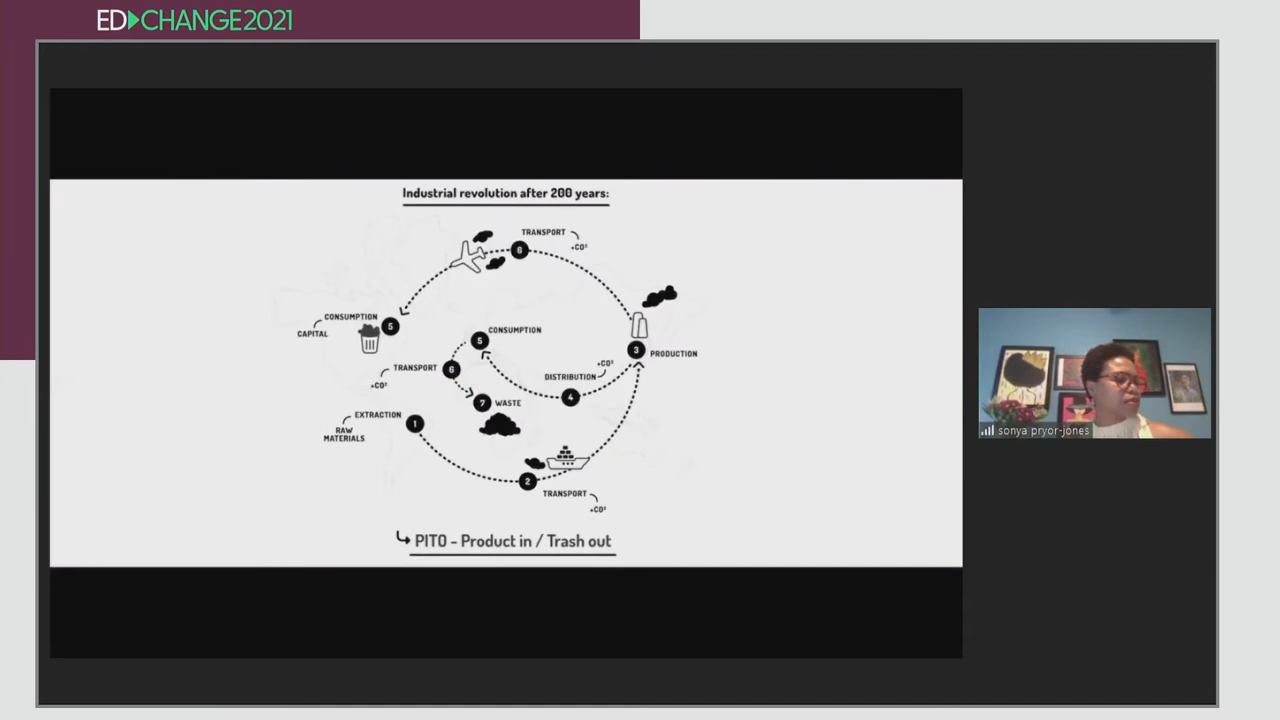 ED▶CHANGE2021
Industrial revolution after 200 years:
TRANSPORT
+CO²
6
CONSUMPTION
CAPITAL
5
5
CONSUMPTION
3
PRODUCTION
TRANSPORT
+CO²
6
+CO²
DISTRIBUTION
4
7
WASTE
EXTRACTION
RAW
MATERIALS
1
2
TRANSPORT
+CO²
PITO - Product in / Trash out
sonya pryor-jones